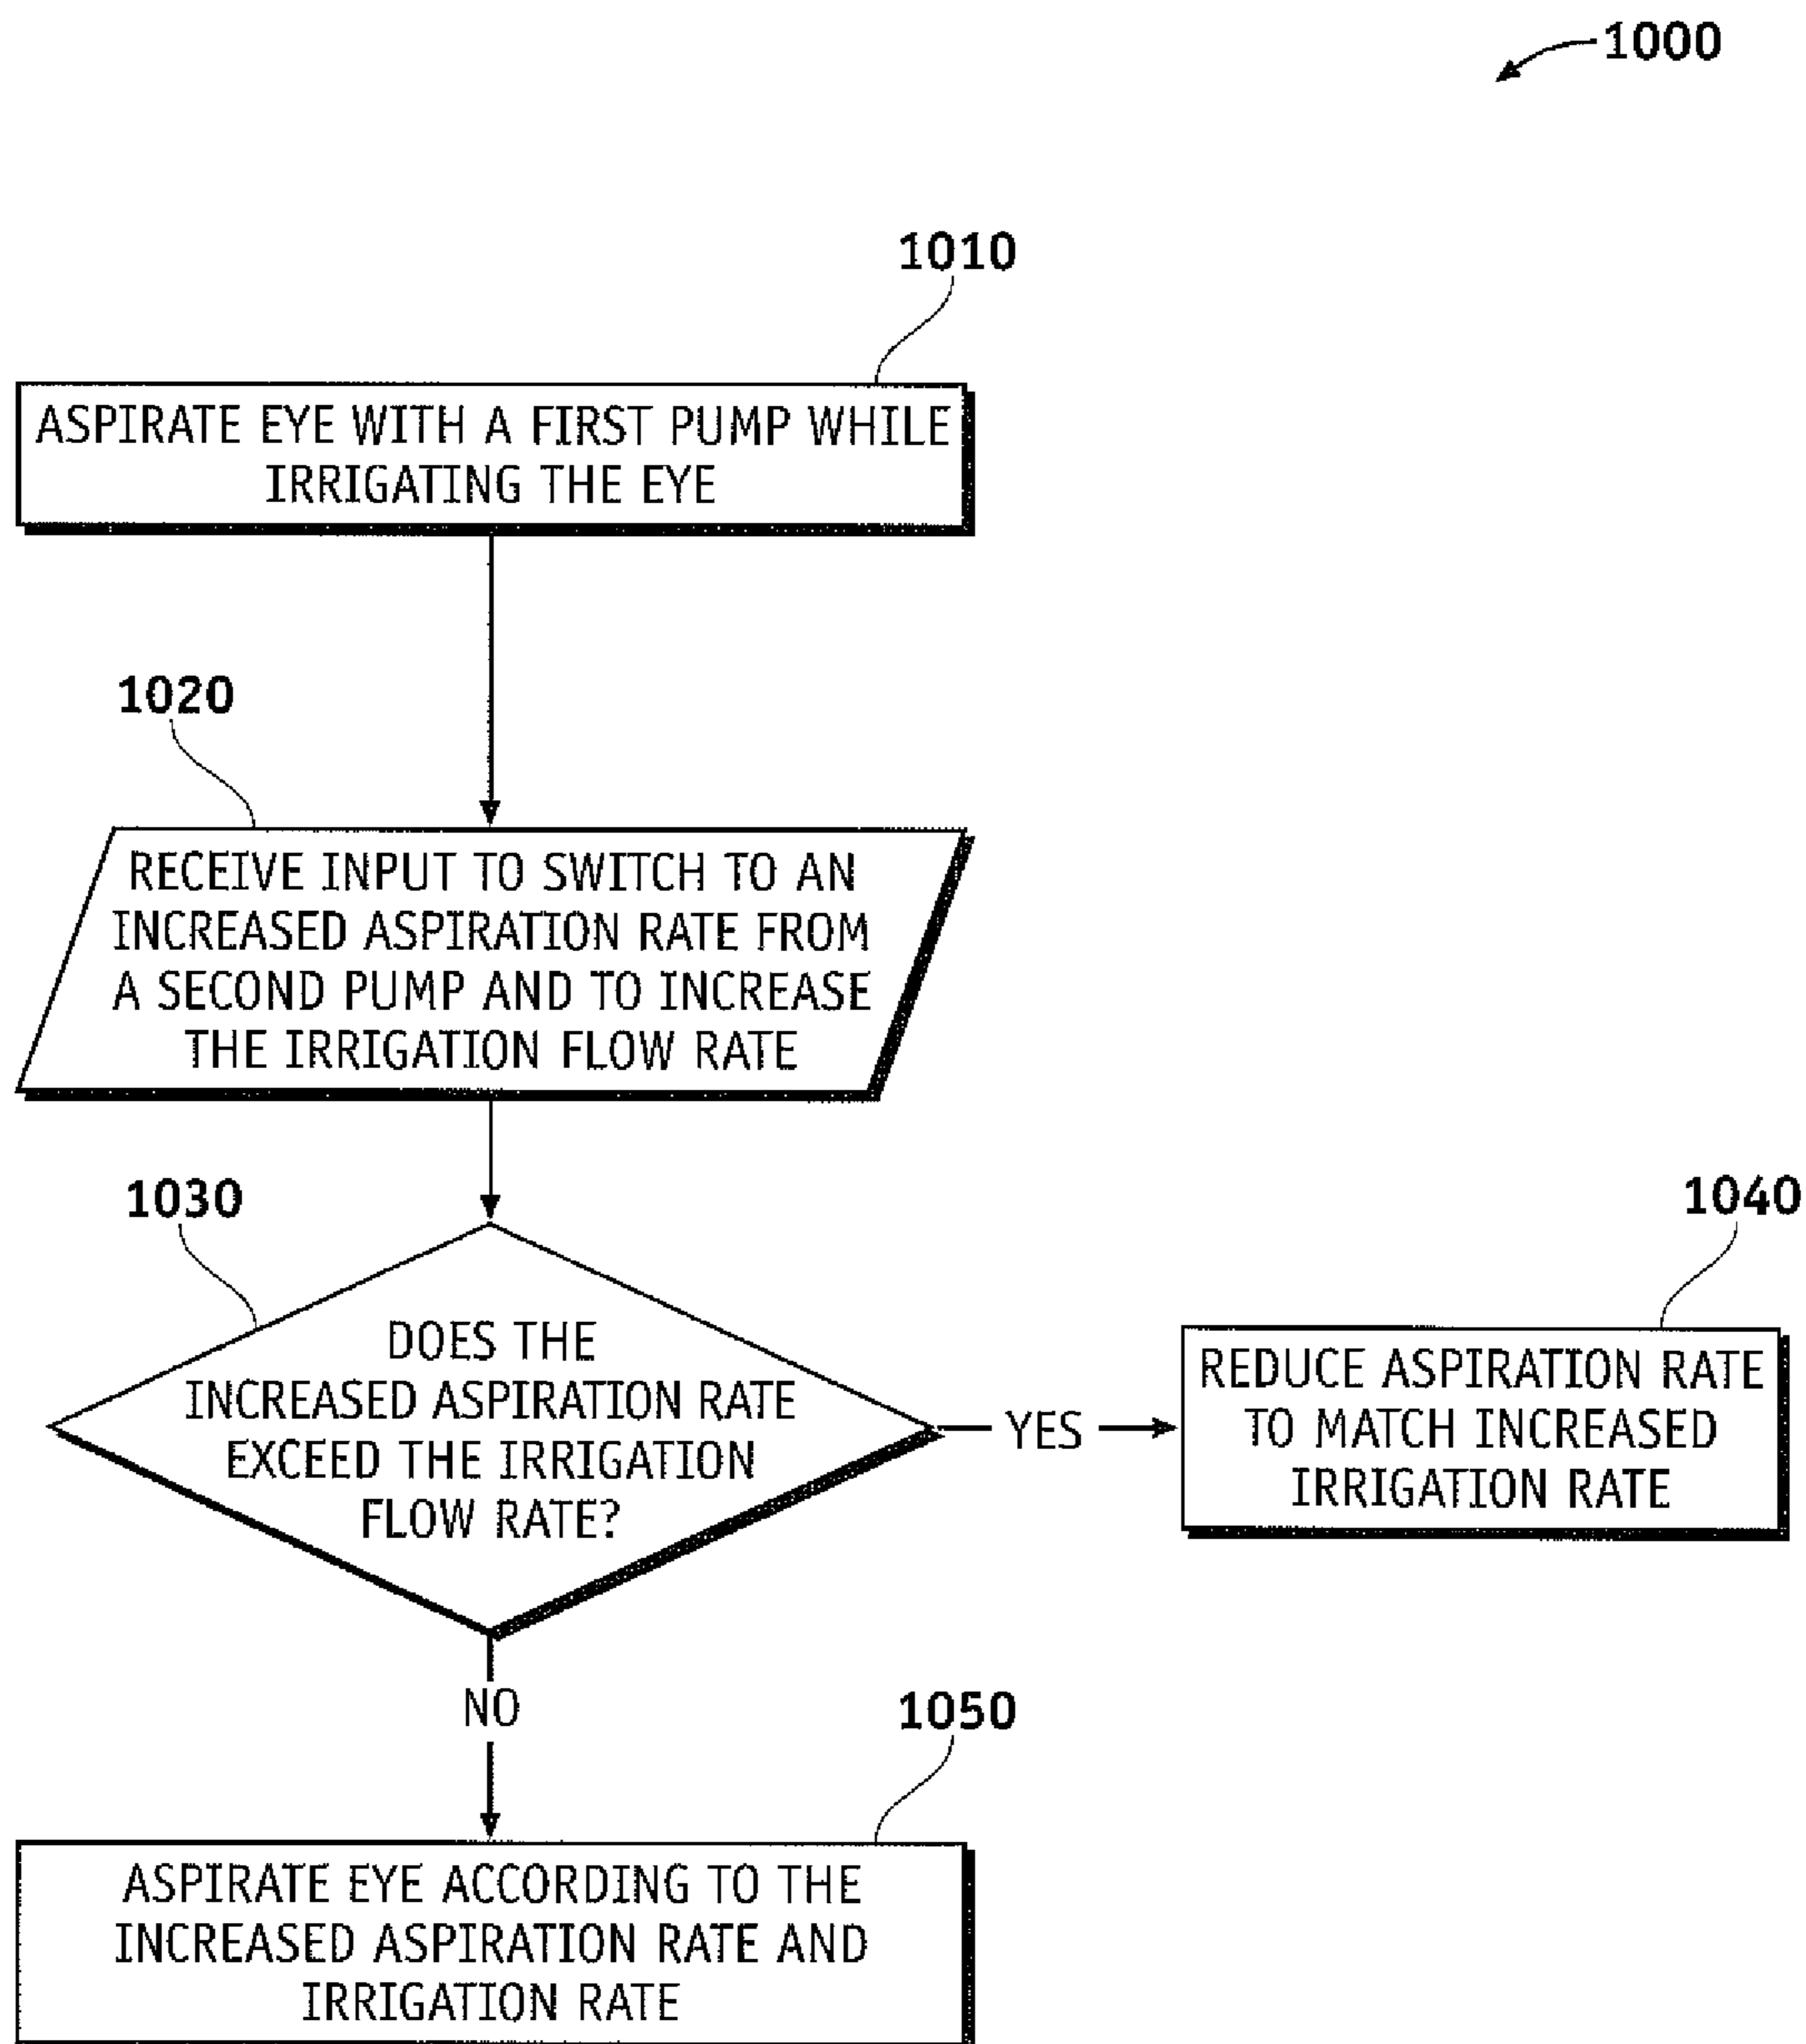 1000
1010
ASPIRATE EYE WITH A FIRST PUMP WHILE
IRRIGATING THE EYE
1020
RECEIVE INPUT TO SWITCH TO AN
INCREASED ASPIRATION RATE FROM
A SECOND PUMP AND TO INCREASE
THE IRRIGATION FLOW RATE
1030
DOES THE
INCREASED ASPIRATION RATE
EXCEED THE IRRIGATION
FLOW RATE?
YES
1040
REDUCE ASPIRATION RATE
TO MATCH INCREASED
IRRIGATION RATE
NO
1050
ASPIRATE EYE ACCORDING TO THE
INCREASED ASPIRATION RATE AND
IRRIGATION RATE